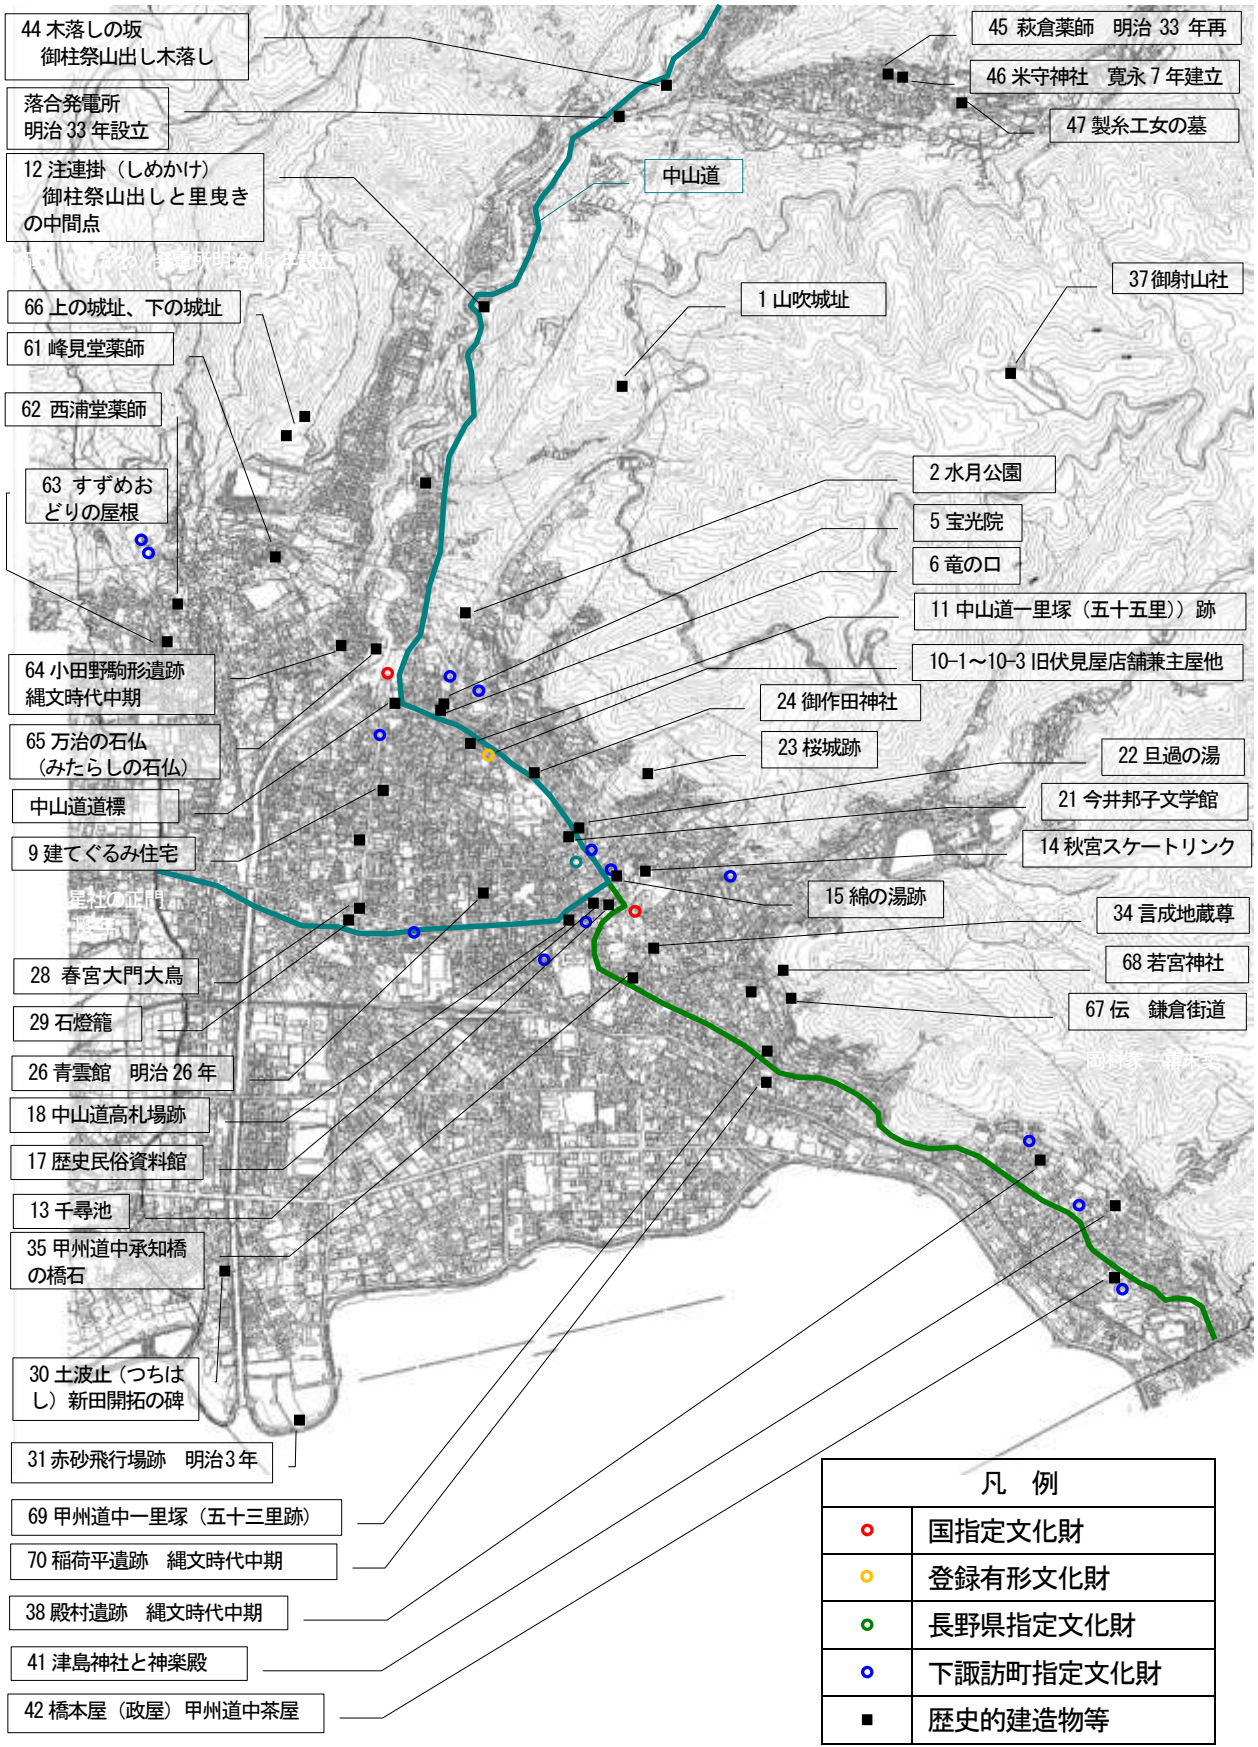 44 木落しの坂
御柱祭山出し木落し
落合発電所
明治 33 年設立
12 注連掛（しめかけ）
御柱祭山出しと里曳き
の中間点
66 上の城址、下の城址
61 峰見堂薬師
62 西浦堂薬師
63 すずめお
どりの屋根
64 小田野駒形遺跡
縄文時代中期
65 万治の石仏
（みたらしの石仏）
中山道道標
9 建てぐるみ住宅
28 春宮大門大鳥
29 石燈籠
26 青雲館　明治 26 年
18 中山道高札場跡
17 歴史民俗資料館
13 千尋池
35 甲州道中承知橋
の橋石
30 土波止（つちは
し）新田開拓の碑
31 赤砂飛行場跡　明治 3 年
69 甲州道中一里塚（五十三里跡）
70 稲荷平遺跡　縄文時代中期
38 殿村遺跡　縄文時代中期
41 津島神社と神楽殿
42 橋本屋（政屋）甲州道中茶屋
中山道
45 萩倉薬師　明治 33 年再
46 米守神社　寛永 7 年建立
47 製糸工女の墓
37 御射山社
1 山吹城址
2 水月公園
5 宝光院
6 竜の口
11 中山道一里塚（五十五里））跡
10-1～10-3 旧伏見屋店舗兼主屋他
24 御作田神社
23 桜城跡
22 旦過の湯
21 今井邦子文学館
14 秋宮スケートリンク
15 綿の湯跡
34 言成地蔵尊
68 若宮神社
67 伝　鎌倉街道
凡　例
国指定文化財
登録有形文化財
長野県指定文化財
下諏訪町指定文化財
歴史的建造物等